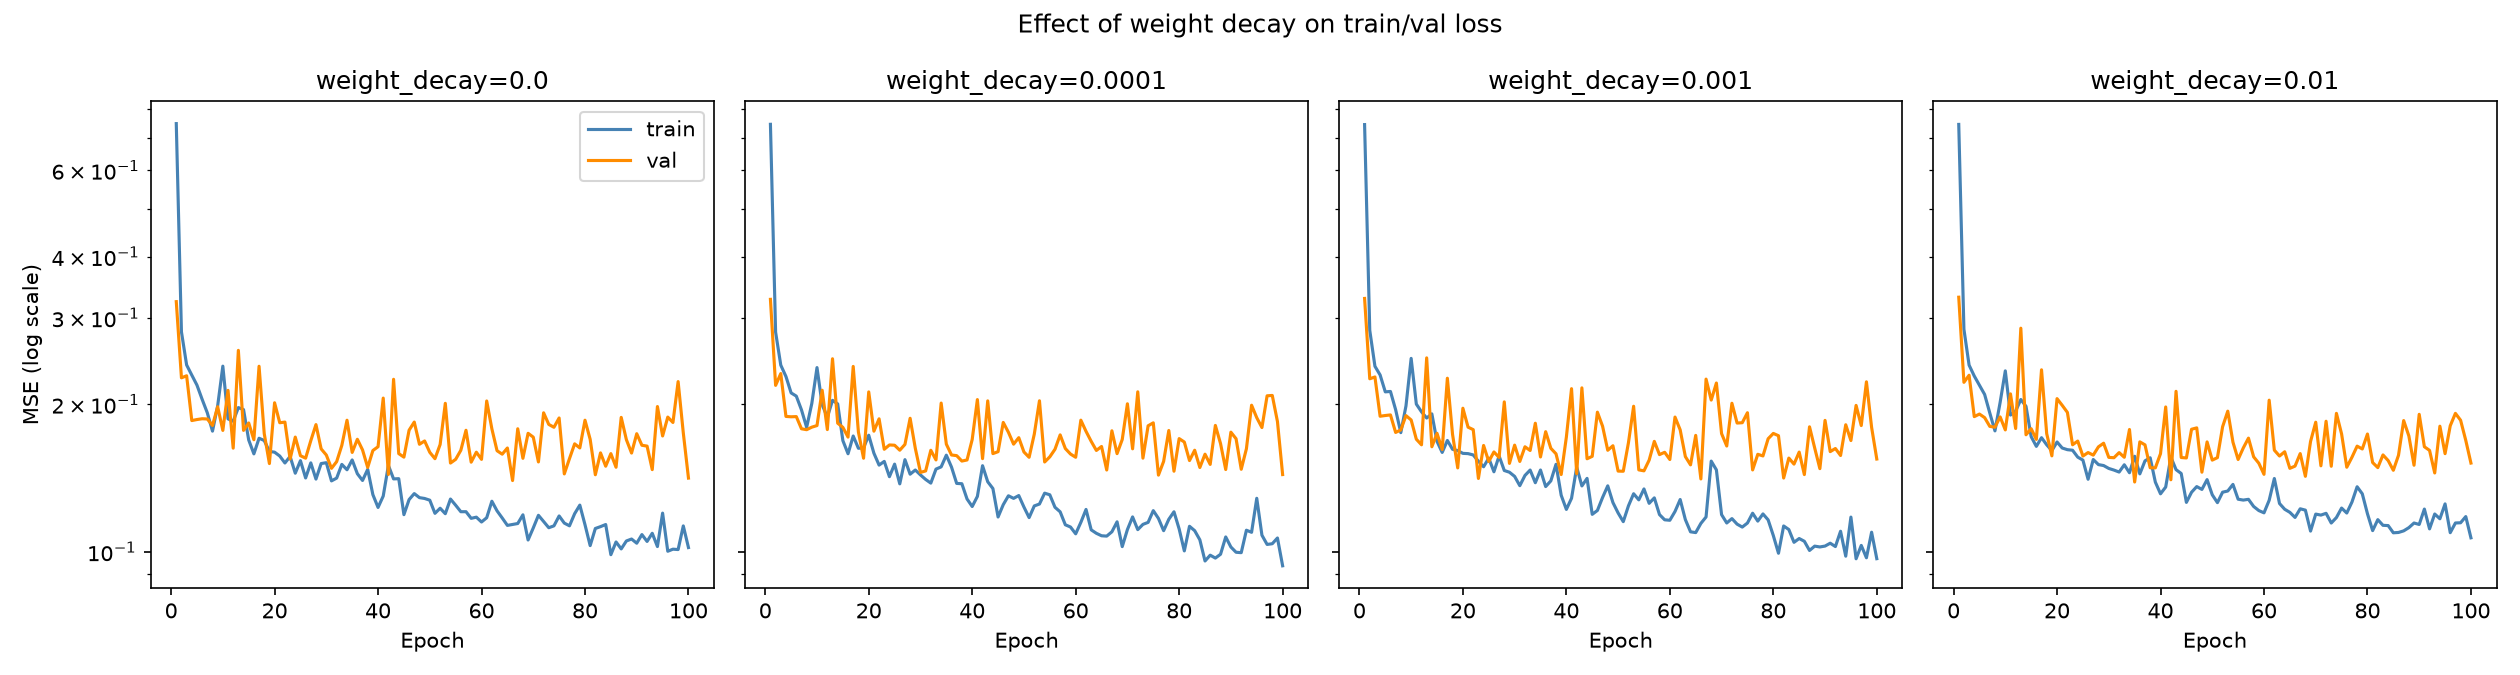 Effect of weight decay on train/val loss
weight_decay=0.0
weight_decay=0.0001
weight_decay=0.001
weight_decay=0.01
train
val
MSE (log scale)
6 × 10⁻¹
4 × 10⁻¹
3 × 10⁻¹
2 × 10⁻¹
10⁻¹
0 20 40 60 80 100
0 20 40 60 80 100
0 20 40 60 80 100
0 20 40 60 80 100
Epoch
Epoch
Epoch
Epoch